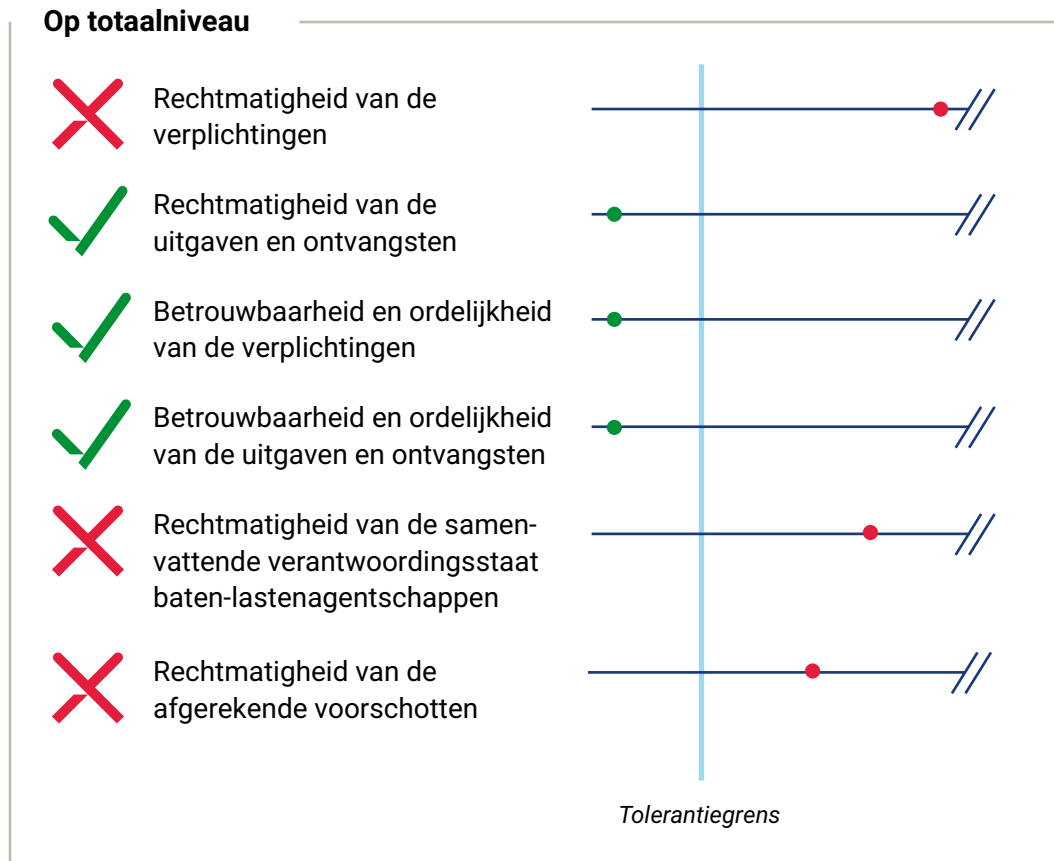 Op totaalniveau
Rechtmatigheid van de
verplichtingen
Rechtmatigheid van de
uitgaven en ontvangsten
Betrouwbaarheid en ordelijkheid
van de verplichtingen
Betrouwbaarheid en ordelijkheid
van de uitgaven en ontvangsten
Rechtmatigheid van de samen-
vattende verantwoordingsstaat
baten-lastenagentschappen
Rechtmatigheid van de
afgerekende voorschotten
Tolerantiegrens